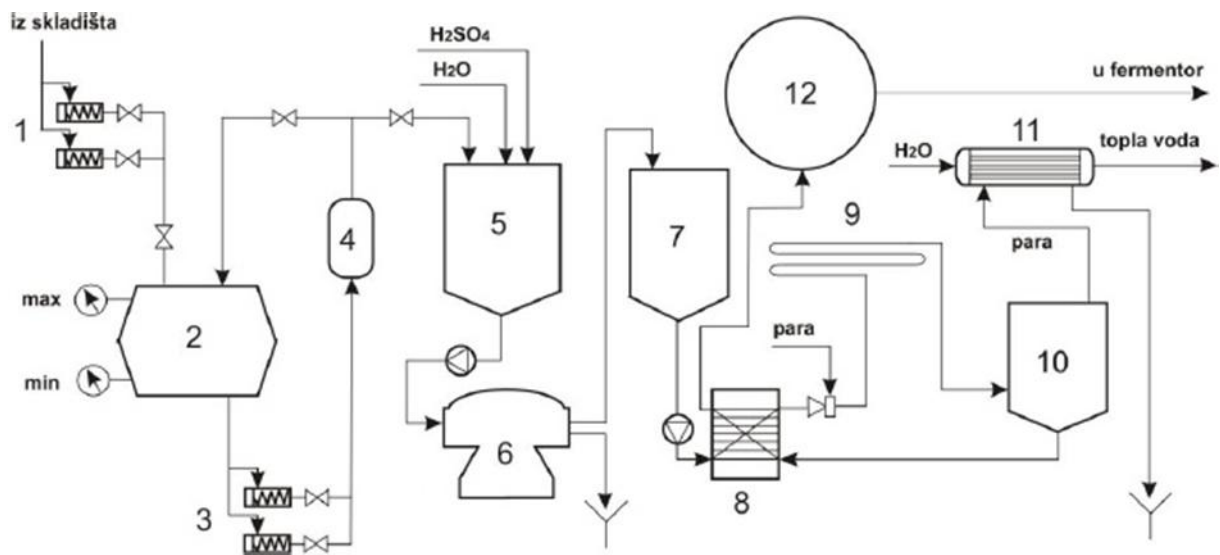 iz skladišta
1
max
min
2
3
4
H₂SO₄
H₂O
5
6
7
8
para
9
12
u fermentor
11
H₂O
topla voda
para
10